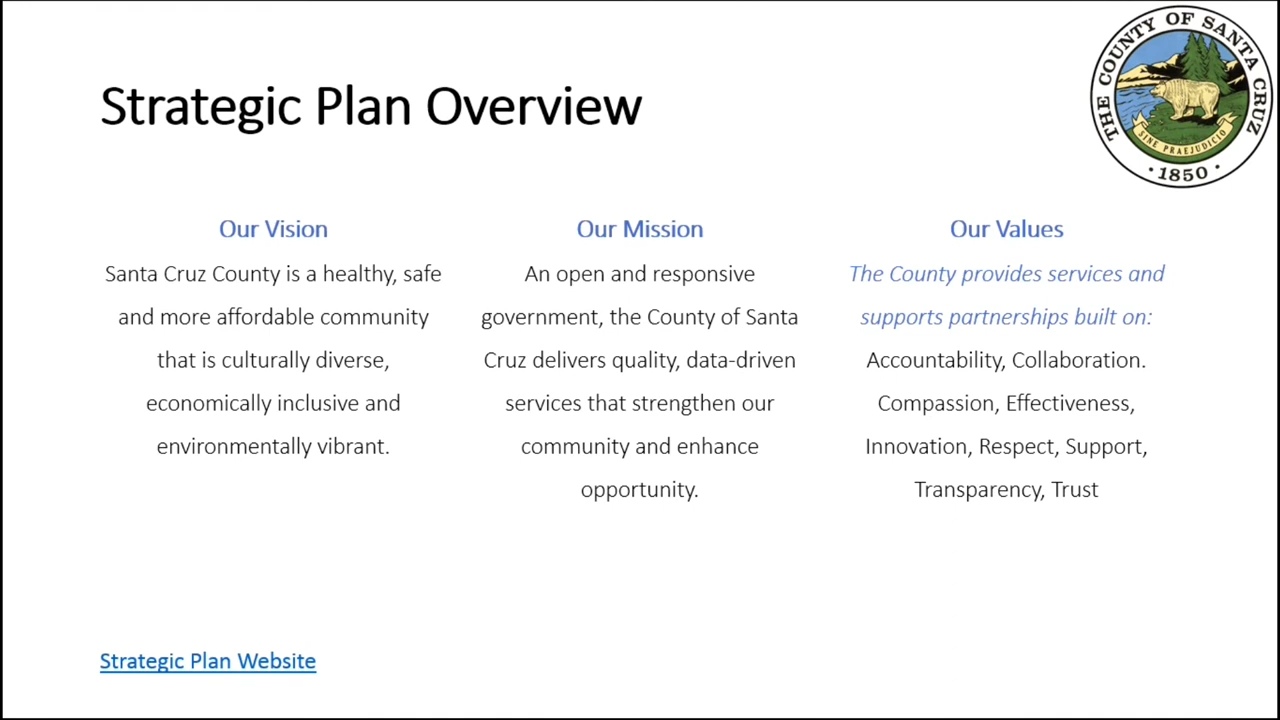 Strategic Plan Overview
THE COUNTY OF SANTA CRUZ
SINE PRAEJUDICIO
· 1850 ·
Our Vision
Santa Cruz County is a healthy, safe
and more affordable community
that is culturally diverse,
economically inclusive and
environmentally vibrant.
Our Mission
An open and responsive
government, the County of Santa
Cruz delivers quality, data-driven
services that strengthen our
community and enhance
opportunity.
Our Values
The County provides services and
supports partnerships built on:
Accountability, Collaboration.
Compassion, Effectiveness,
Innovation, Respect, Support,
Transparency, Trust
Strategic Plan Website